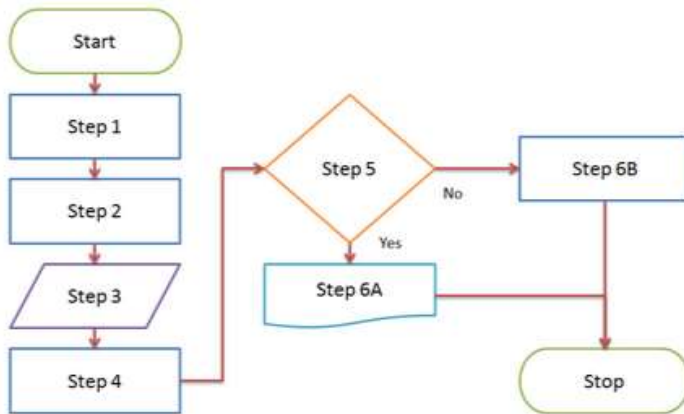 Start
Step 1
Step 2
Step 3
Step 4
Step 5
No
Yes
Step 6A
Step 6B
Stop